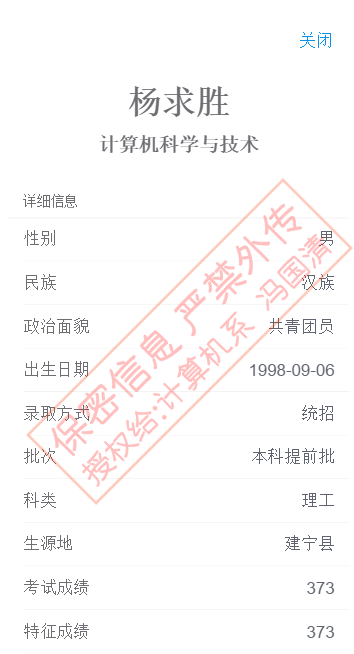 关闭
杨求胜
计算机科学与技术
详细信息
性别 男
民族 汉族
政治面貌 共青团员
出生日期 1998-09-06
录取方式 统招
批次 本科提前批
科类 理工
生源地 建宁县
考试成绩 373
特征成绩 373
保密信息 严禁外传
授权给:计算机系 冯国清